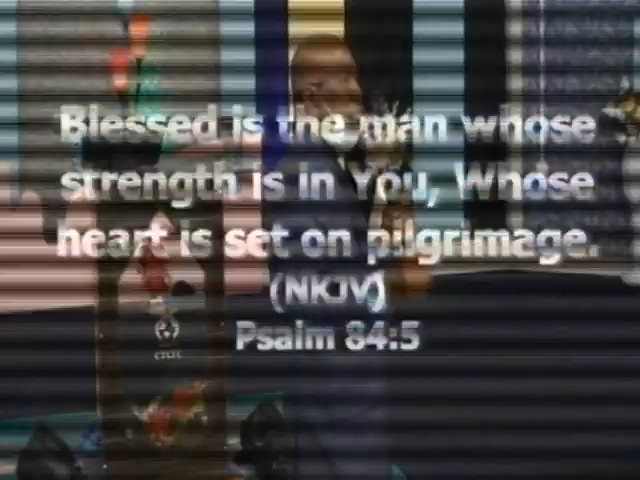 Blessed is the man whose
strength is in You, Whose
heart is set on pilgrimage.
(NKJV)
Psalm 84:5